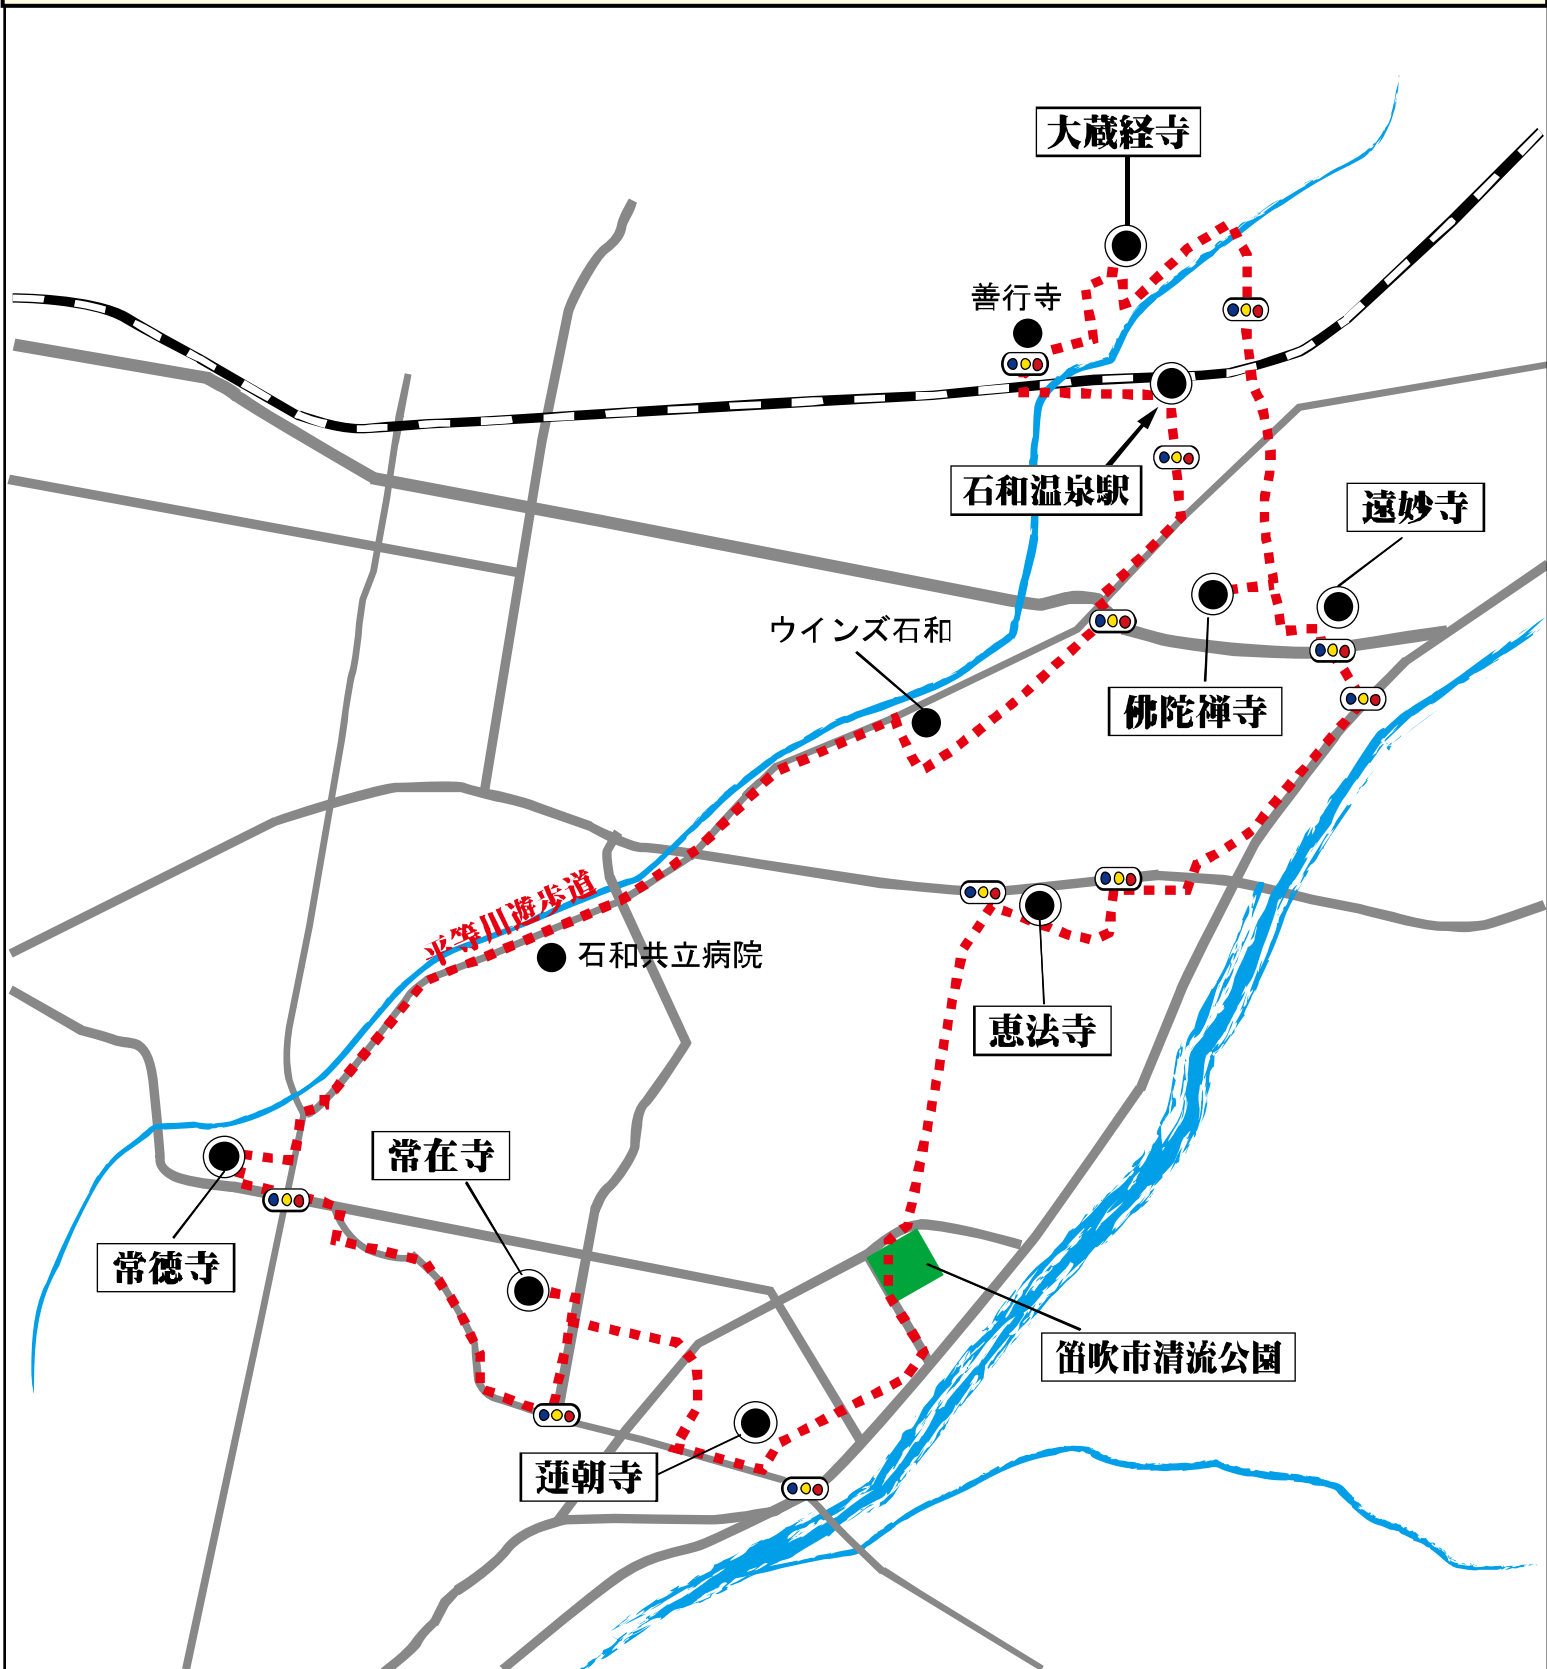 大蔵経寺
善行寺
石和温泉駅
遠妙寺
ウインズ石和
佛陀禅寺
平等川遊歩道
石和共立病院
恵法寺
常在寺
常徳寺
笛吹市清流公園
蓮朝寺